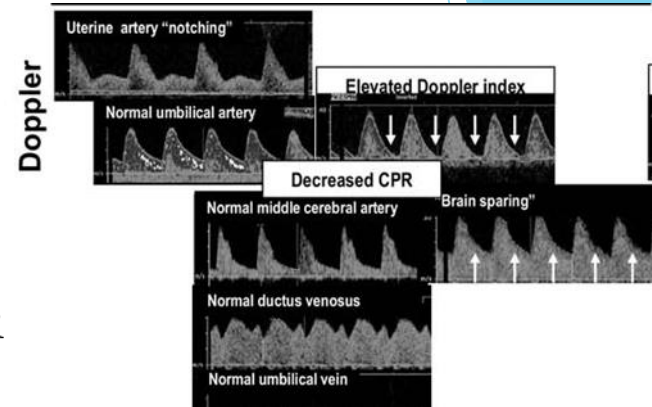 Doppler
Uterine artery “notching”
Normal umbilical artery
Elevated Doppler index
Decreased CPR
Normal middle cerebral artery
"Brain sparing"
Normal ductus venosus
Normal umbilical vein